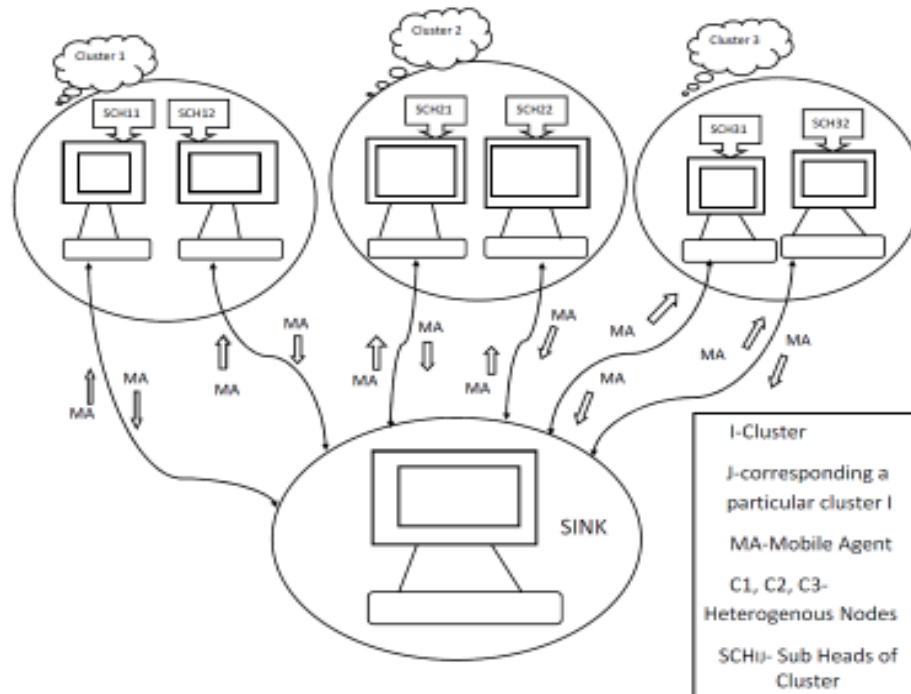 Cluster 1
Cluster 2
Cluster 3
SCH11
SCH12
SCH21
SCH22
SCH31
SCH32
MA
MA
MA
MA
MA
MA
MA
MA
MA
MA
MA
MA
SINK
I-Cluster
J-corresponding a
particular cluster I
MA-Mobile Agent
C1, C2, C3-
Heterogenous Nodes
SCHIJ- Sub Heads of
Cluster